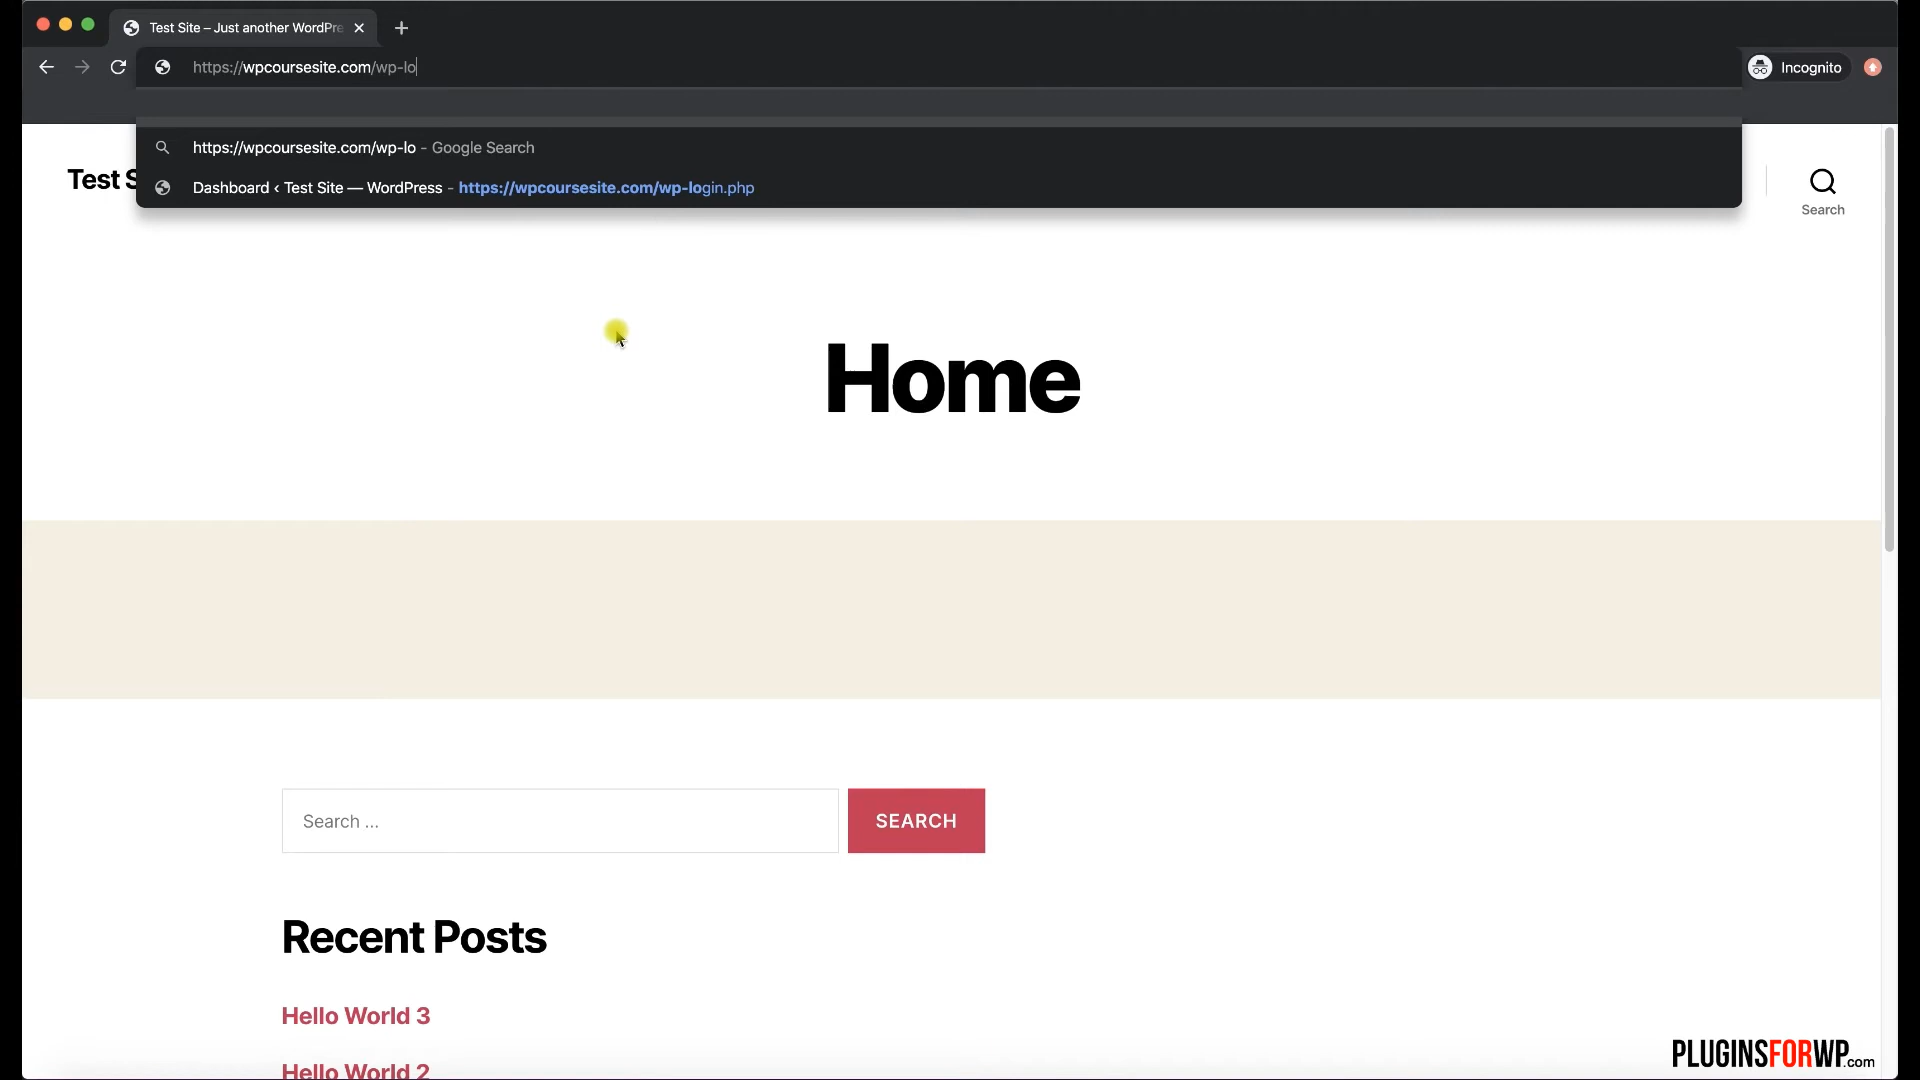 Test Site – Just another WordPre
https://wpcoursesite.com/wp-lo
Incognito
https://wpcoursesite.com/wp-lo - Google Search
Dashboard ‹ Test Site — WordPress - https://wpcoursesite.com/wp-login.php
Test S
Search
Home
Search ...
SEARCH
Recent Posts
Hello World 3
Hello World 2
PLUGINSFORWP.com